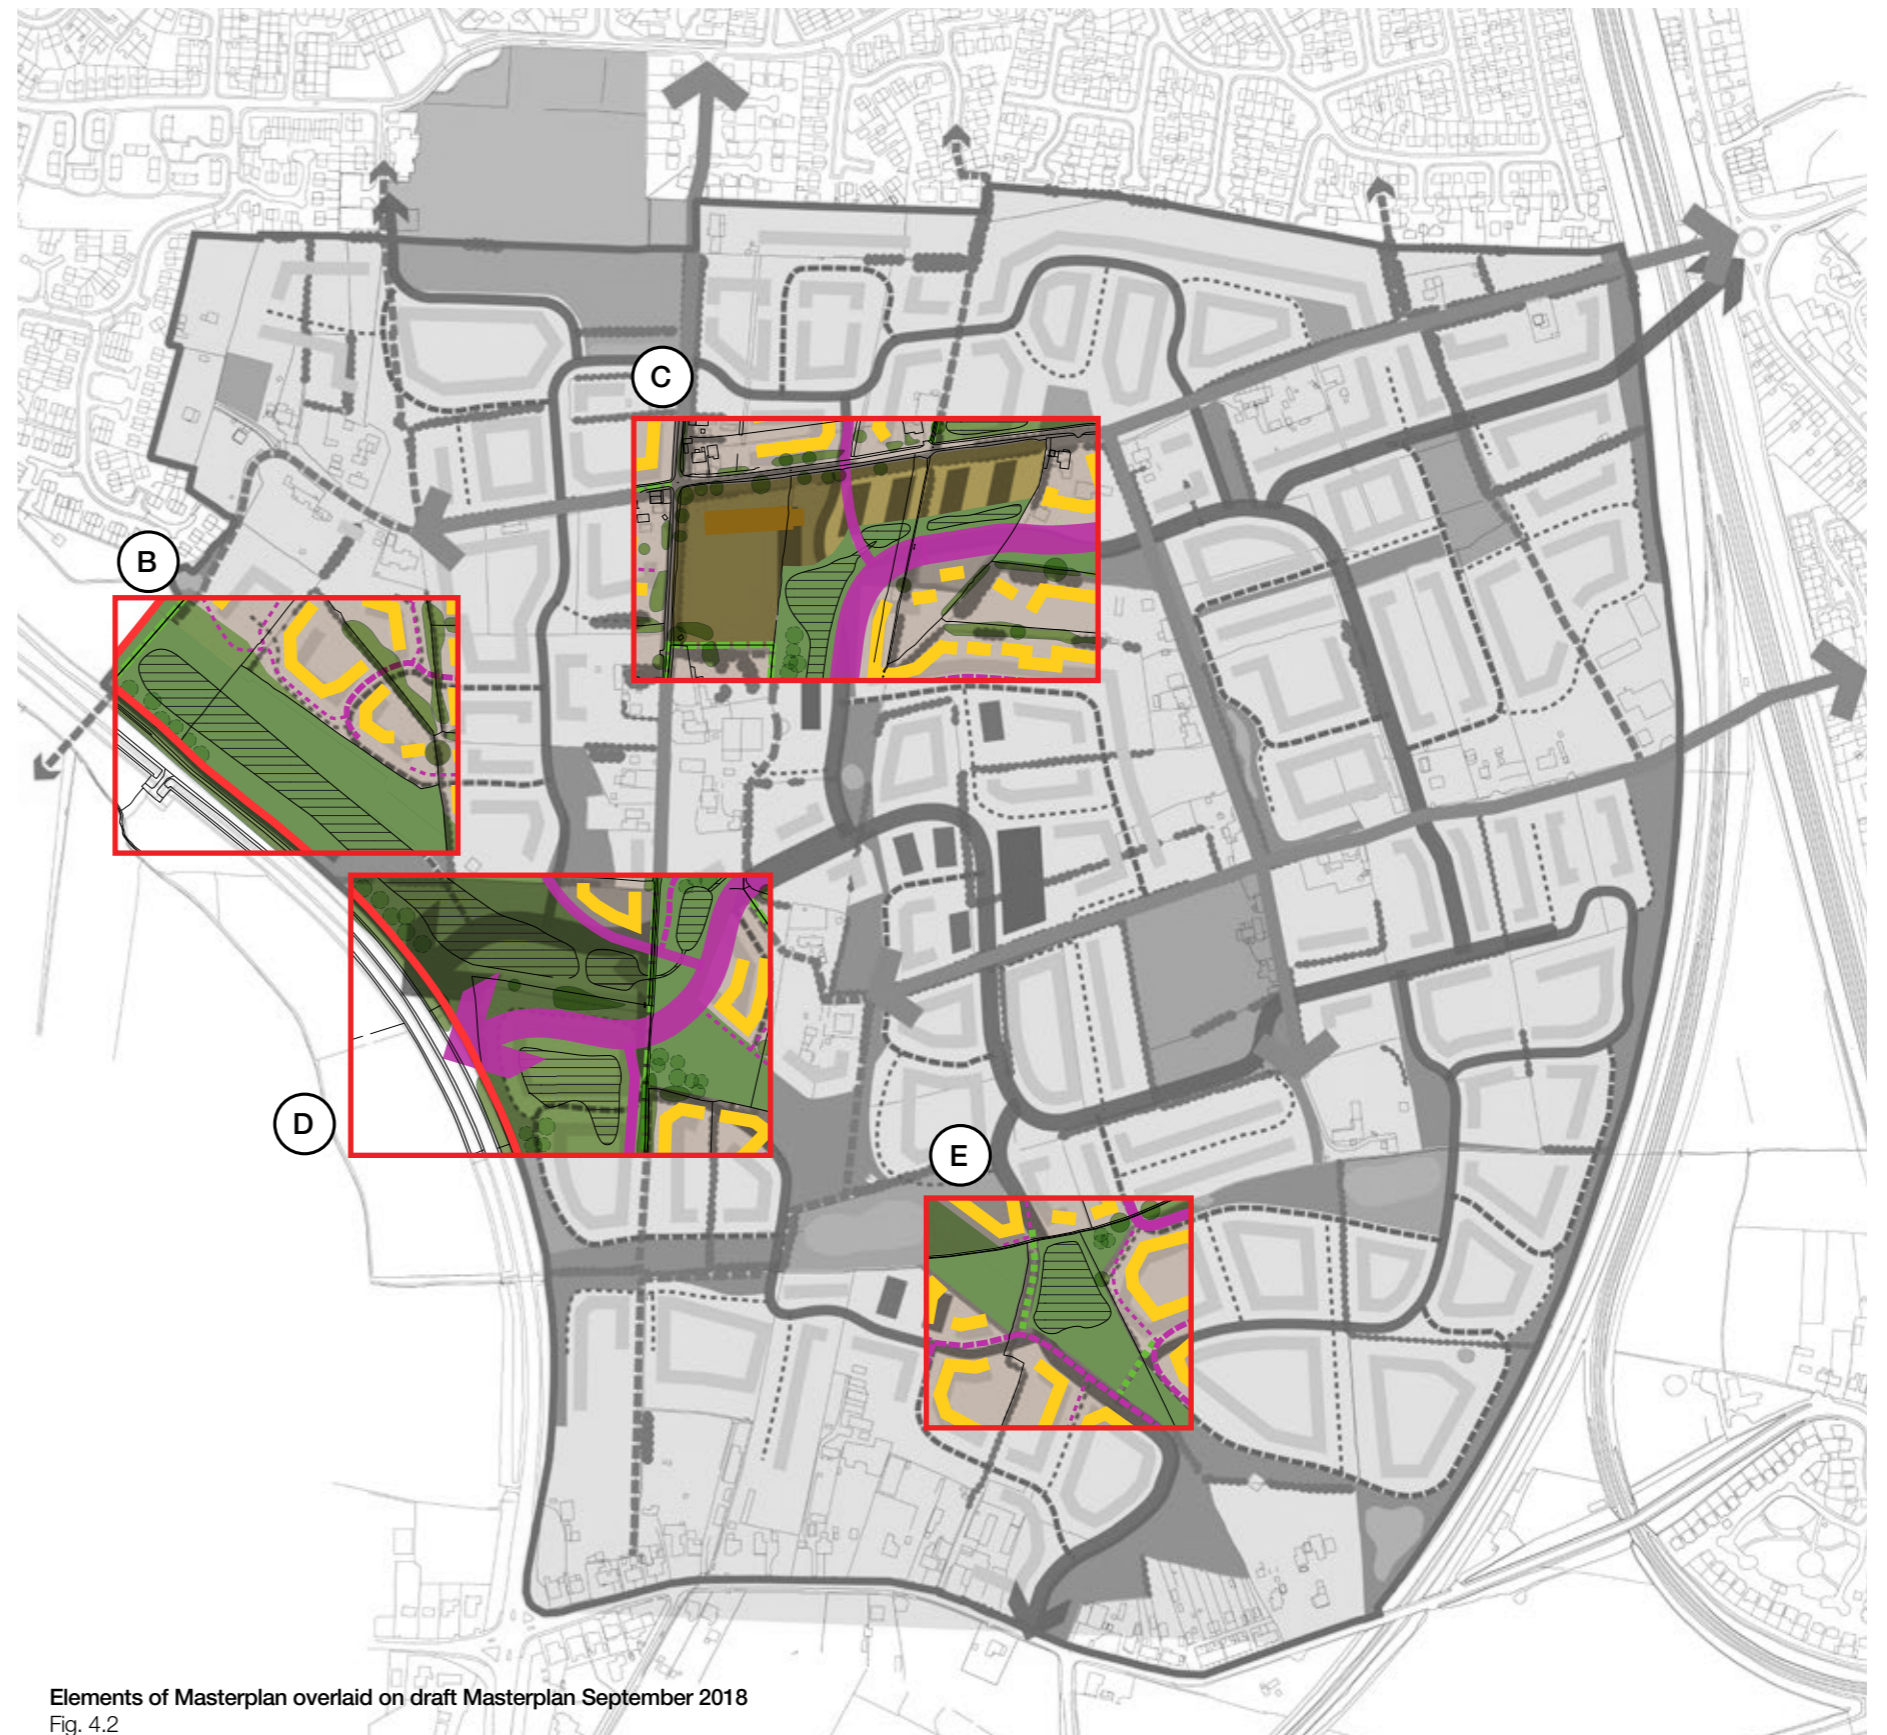 C
B
D
E
Elements of Masterplan overlaid on draft Masterplan September 2018
Fig. 4.2